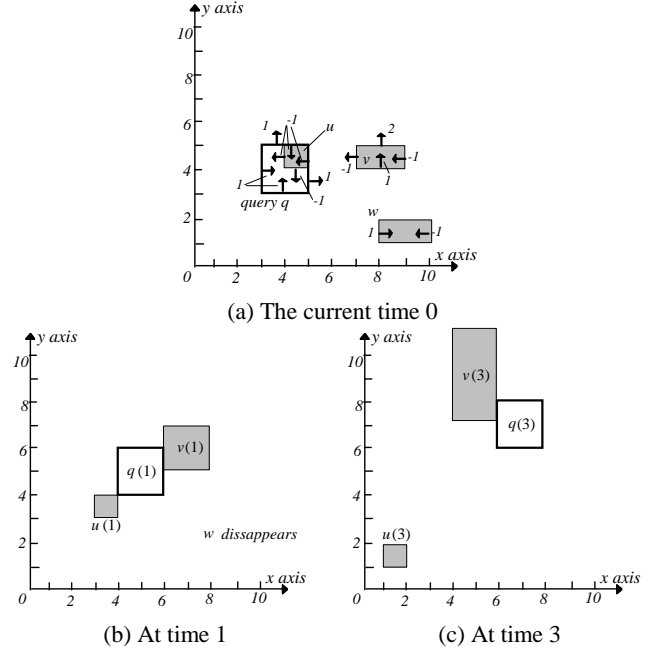 y axis
10
8
6
1
-1
u
2
4
1
query q
1
-1
v
-1
-1
1
2
w
1
-1
0
2
4
6
8
10
x axis
(a) The current time 0
y axis
10
8
6
v (1)
q (1)
4
u (1)
2
w dissappears
0
2
4
6
8
10
x axis
(b) At time 1
y axis
10
v (3)
8
q (3)
6
4
u (3)
2
0
2
4
6
8
10
x axis
(c) At time 3